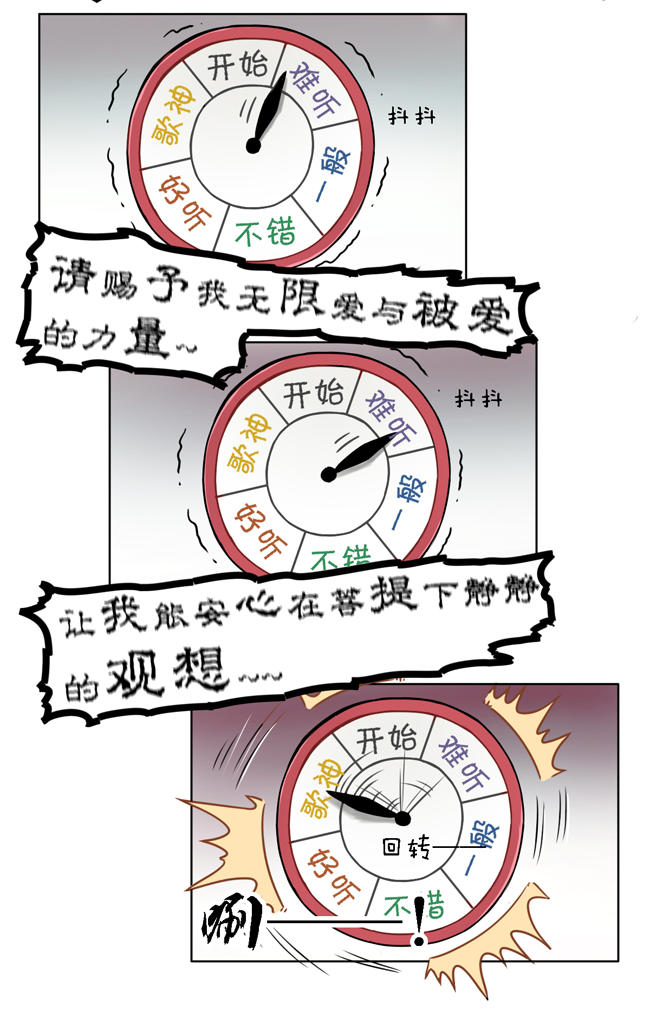 开始
难听
一般
不错
好听
歌神
抖抖
请赐予我无限爱与被爱
的力量~
开始
难听
一般
不错
好听
歌神
抖抖
让我能安心在菩提下静静
的观想~~~
开始
难听
一般
不错
好听
歌神
回转——
唰——!